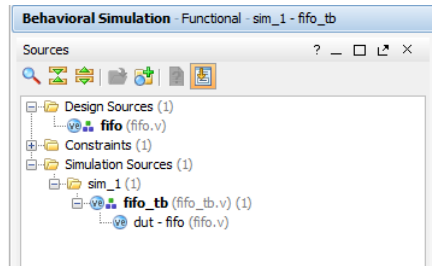 Behavioral Simulation - Functional - sim_1 - fifo_tb
Sources
Design Sources (1)
fifo (fifo.v)
Constraints (1)
Simulation Sources (1)
sim_1 (1)
fifo_tb (fifo_tb.v) (1)
dut - fifo (fifo.v)